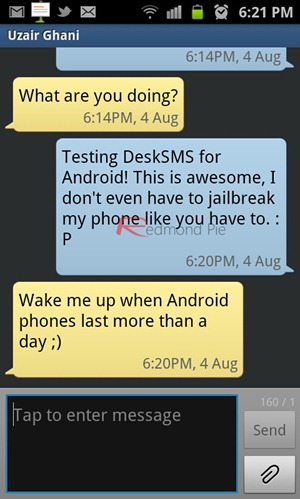 6:21 PM
Uzair Ghani
6:14PM, 4 Aug
What are you doing?
6:14PM, 4 Aug
Testing DeskSMS for
Android! This is awesome, I
don't even have to jailbreak
my phone like you have to. :
P
Redmond Pie
6:20PM, 4 Aug
Wake me up when Android
phones last more than a
day ;)
6:20PM, 4 Aug
160 / 1
Tap to enter message
Send